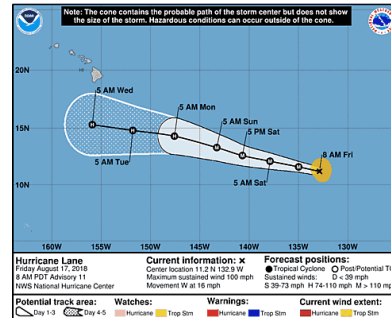 Note: The cone contains the probable path of the storm center but does not show
the size of the storm. Hazardous conditions can occur outside of the cone.
20N
15N
10N
5 AM Wed
5 AM Mon
5 AM Sun
5 PM Sat
8 AM Fri
5 AM Tue
5 AM Sat
160W 155W 150W 145W 140W 135W 130W
Hurricane Lane
Friday August 17, 2018
8 AM PDT Advisory 11
NWS National Hurricane Center
Current information: ×
Center location 11.2 N 132.9 W
Maximum sustained wind 100 mph
Movement W at 16 mph
Forecast positions:
Tropical Cyclone Post/Potential TC
Sustained winds: D < 39 mph
S 39-73 mph H 74-110 mph M > 110 mph
Potential track area:
Day 1-3 Day 4-5
Watches:
Hurricane Trop Stm
Warnings:
Hurricane Trop Stm
Current wind extent:
Hurricane Trop Stm